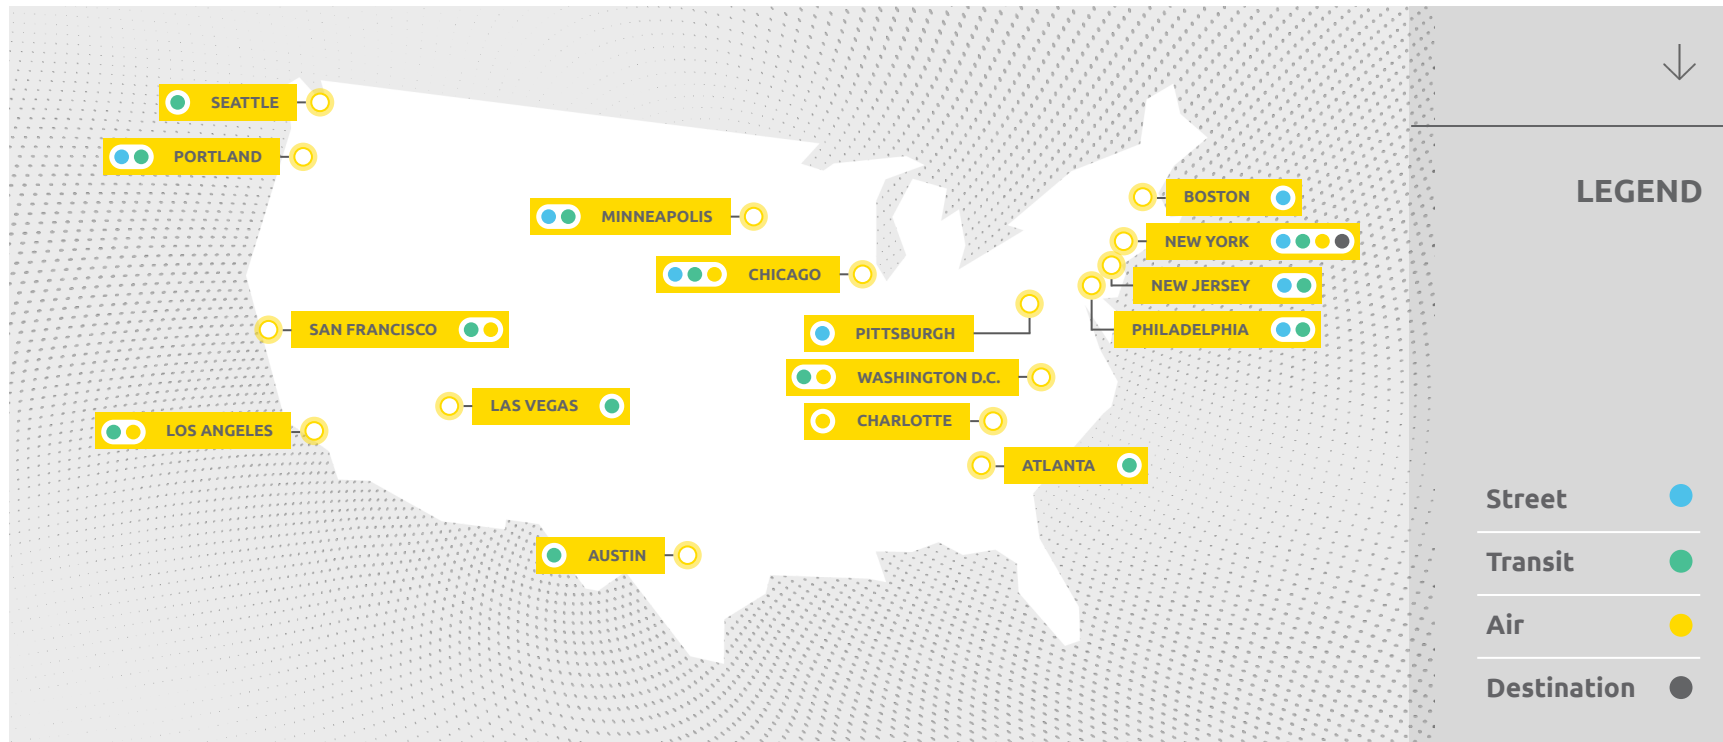 SEATTLE
PORTLAND
MINNEAPOLIS
CHICAGO
SAN FRANCISCO
LAS VEGAS
LOS ANGELES
AUSTIN
BOSTON
NEW YORK
NEW JERSEY
PHILADELPHIA
PITTSBURGH
WASHINGTON D.C.
CHARLOTTE
ATLANTA
LEGEND
Street
Transit
Air
Destination